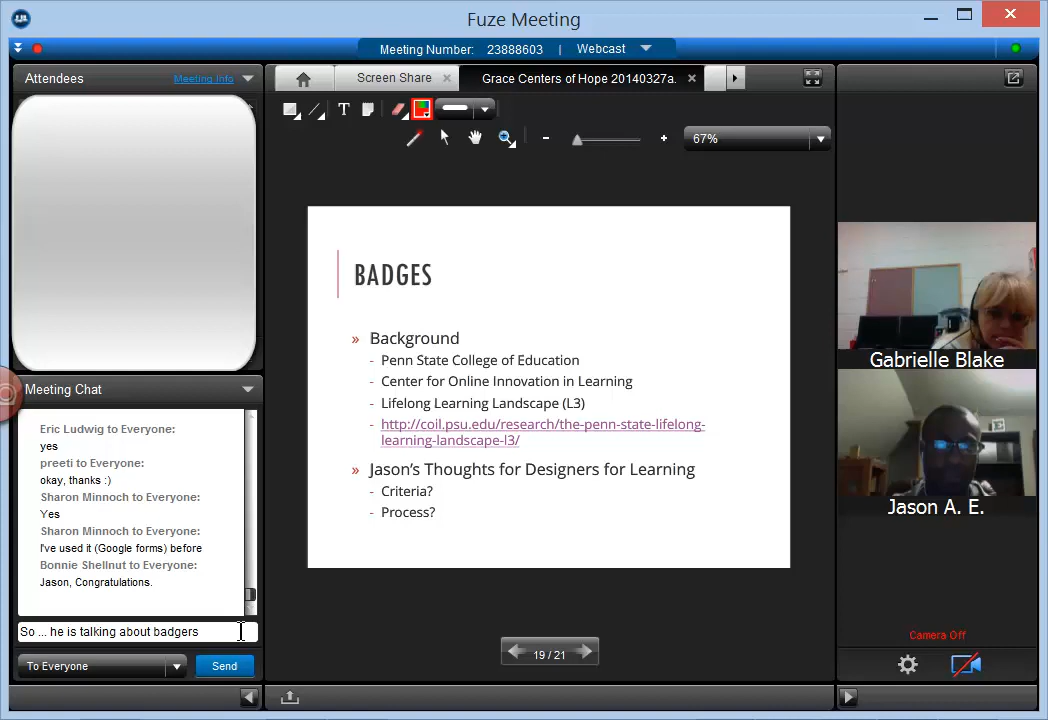 Fuze Meeting
Meeting Number: 23888603 | Webcast
Attendees
Meeting Info
Screen Share
Grace Centers of Hope 20140327a.
T
67%
BADGES
» Background
- Penn State College of Education
- Center for Online Innovation in Learning
- Lifelong Learning Landscape (L3)
- http://coil.psu.edu/research/the-penn-state-lifelong-
learning-landscape-l3/
» Jason's Thoughts for Designers for Learning
- Criteria?
- Process?
19 / 21
Meeting Chat
Eric Ludwig to Everyone:
yes
preeti to Everyone:
okay, thanks :)
Sharon Minnoch to Everyone:
Yes
Sharon Minnoch to Everyone:
I've used it (Google forms) before
Bonnie Shellnut to Everyone:
Jason, Congratulations.
So ... he is talking about badgers
To Everyone
Send
Gabrielle Blake
Jason A. E.
Camera Off